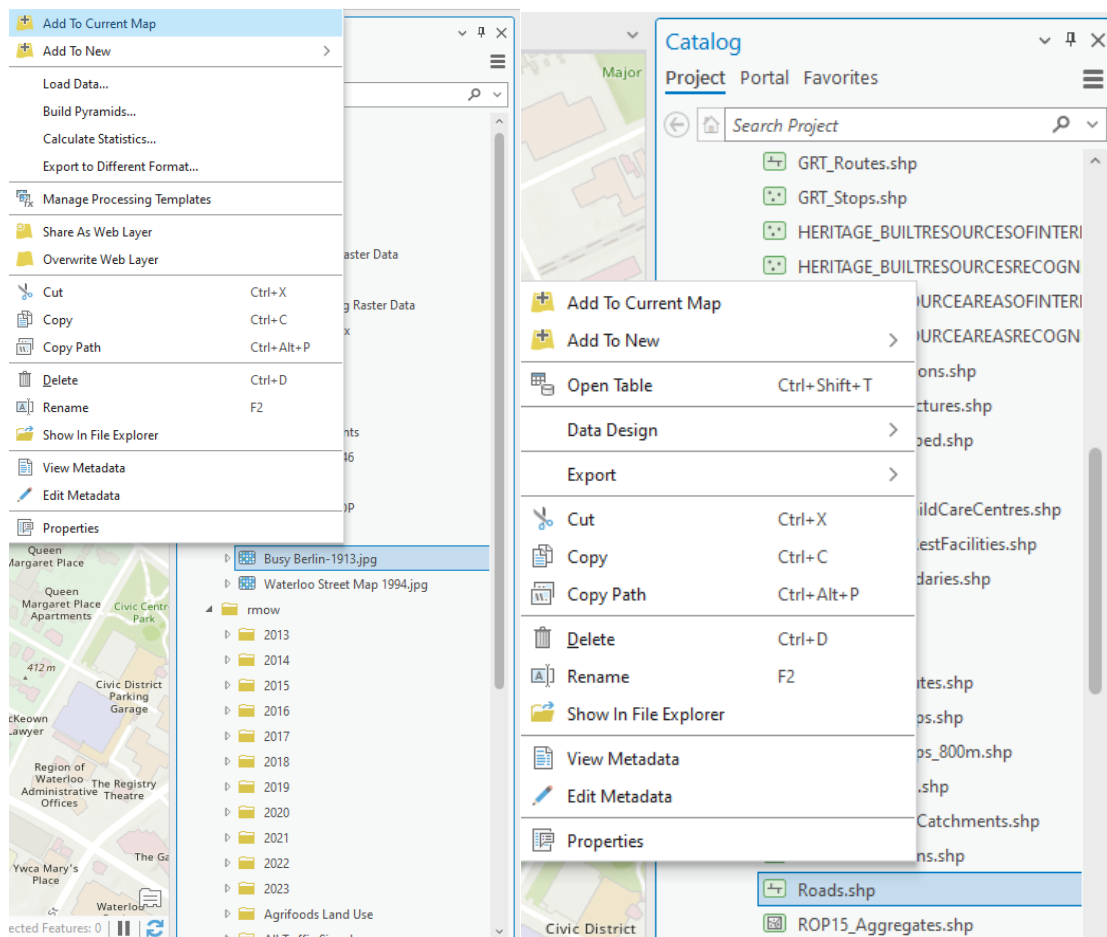 Add To Current Map
Add To New
Load Data...
Build Pyramids...
Calculate Statistics...
Export to Different Format...
Manage Processing Templates
Share As Web Layer
Overwrite Web Layer
Cut Ctrl+X
Copy Ctrl+C
Copy Path Ctrl+Alt+P
Delete Ctrl+D
Rename F2
Show In File Explorer
View Metadata
Edit Metadata
Properties
aster Data
g Raster Data
x
nts
46
OP
Busy Berlin-1913.jpg
Waterloo Street Map 1994.jpg
rmow
2013
2014
2015
2016
2017
2018
2019
2020
2021
2022
2023
Agrifoods Land Use
Queen
Margaret Place
Queen
Margaret Place
Apartments
Civic Centr
Park
412 m
Civic District
Parking
Garage
cKeown
Lawyer
Region of
Waterloo
Administrative
Offices
The Registry
Theatre
The Ga
Ywca Mary's
Place
Waterloo
ected Features: 0
Major
Catalog
Project Portal Favorites
Search Project
GRT_Routes.shp
GRT_Stops.shp
HERITAGE_BUILTRESOURCESOFINTERE
HERITAGE_BUILTRESOURCESRECOGN
OURCEAREASOFINTERE
OURCEAREASRECOGN
ons.shp
ctures.shp
bed.shp
ildCareCentres.shp
RestFacilities.shp
daries.shp
utes.shp
ps.shp
ps_800m.shp
.shp
Catchments.shp
ns.shp
Roads.shp
ROP15_Aggregates.shp
Add To Current Map
Add To New
Open Table Ctrl+Shift+T
Data Design
Export
Cut Ctrl+X
Copy Ctrl+C
Copy Path Ctrl+Alt+P
Delete Ctrl+D
Rename F2
Show In File Explorer
View Metadata
Edit Metadata
Properties
Civic District